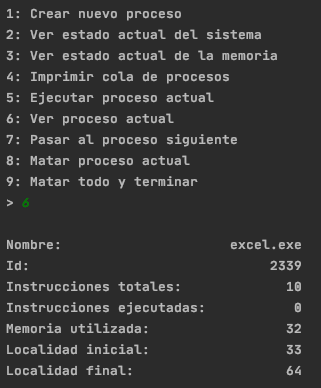 1: Crear nuevo proceso
2: Ver estado actual del sistema
3: Ver estado actual de la memoria
4: Imprimir cola de procesos
5: Ejecutar proceso actual
6: Ver proceso actual
7: Pasar al proceso siguiente
8: Matar proceso actual
9: Matar todo y terminar
> 6
Nombre: excel.exe
Id: 2339
Instrucciones totales: 10
Instrucciones ejecutadas: 0
Memoria utilizada: 32
Localidad inicial: 33
Localidad final: 64